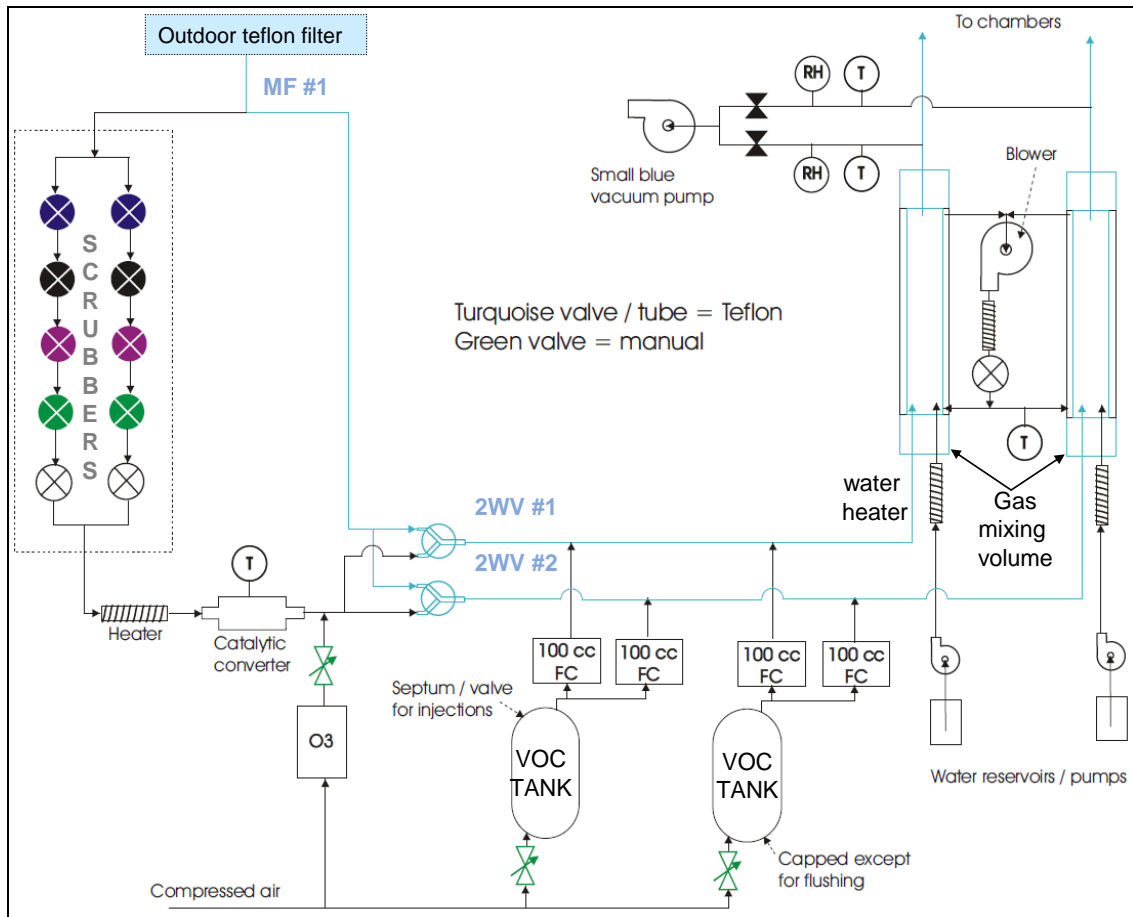 Outdoor teflon filter
MF #1
To chambers
RH
T
Small blue
vacuum pump
RH
T
Blower
SCRUBBERS
Turquoise valve / tube = Teflon
Green valve = manual
T
water
heater
Gas
mixing
volume
2WV #1
2WV #2
T
Heater
Catalytic
converter
100 cc
FC
100 cc
FC
100 cc
FC
100 cc
FC
Septum / valve
for injections
O3
VOC
TANK
VOC
TANK
Water reservoirs / pumps
Capped except
for flushing
Compressed air